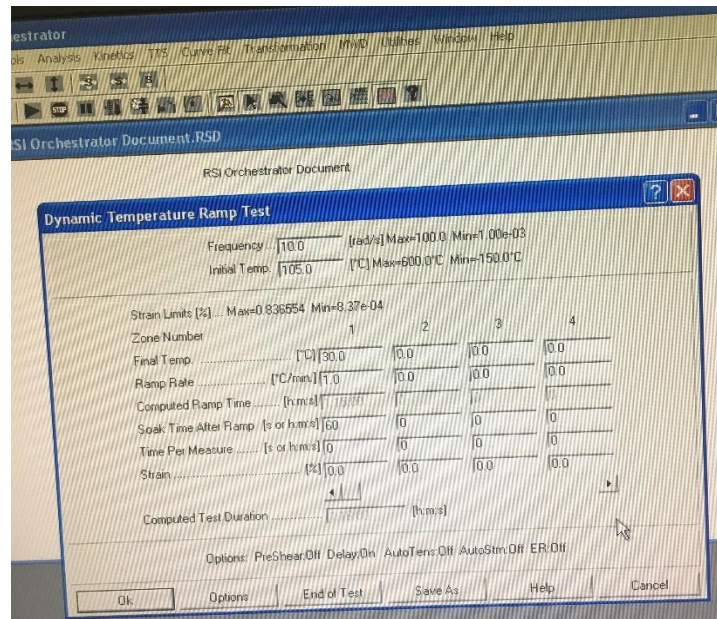 estrator
ols Analysis Kinetics TTS Curve Fit Transformation MWD Utilities Window Help
STOP
SI Orchestrator Document.RSD
RSI Orchestrator Document
Dynamic Temperature Ramp Test
Frequency .. 10.0 [rad/s] Max=100.0 Min=1.00e-03
Initial Temp. 105.0 [°C] Max=600.0°C Min=-150.0°C
Strain Limits [%] ... Max=0.836554 Min=8.37e-04
Zone Number 1 2 3 4
Final Temp. ........................ [°C] 30.0 0.0 0.0 0.0
Ramp Rate .................. [°C/min.] 1.0 0.0 0.0 0.0
Computed Ramp Time ....... [h:m:s]
Soak Time After Ramp [s or h:m:s] 60 0 0 0
Time Per Measure ....... [s or h:m:s] 0 0 0 0
Strain .................................. [%] 0.0 0.0 0.0 0.0
Computed Test Duration .............. [h:m:s]
Options: PreShear:Off Delay:On AutoTens:Off AutoStrn:Off ER:Off
Ok Options End of Test Save As Help Cancel